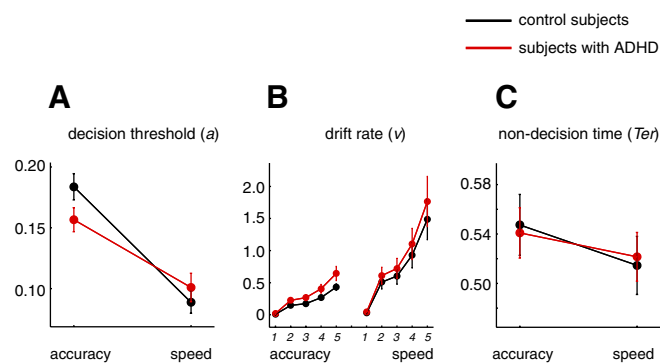 control subjects
subjects with ADHD
A B C
decision threshold (a) drift rate (v) non-decision time (Ter)
0.20
0.15
0.10
accuracy speed
2.0
1.5
1.0
0.5
0
1 2 3 4 5 1 2 3 4 5
accuracy speed
0.58
0.54
0.50
accuracy speed